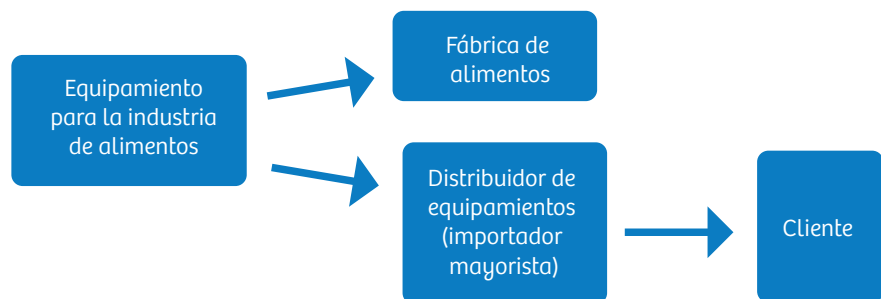 Equipamiento
para la industria
de alimentos
Fábrica de
alimentos
Distribuidor de
equipamientos
(importador
mayorista)
Cliente